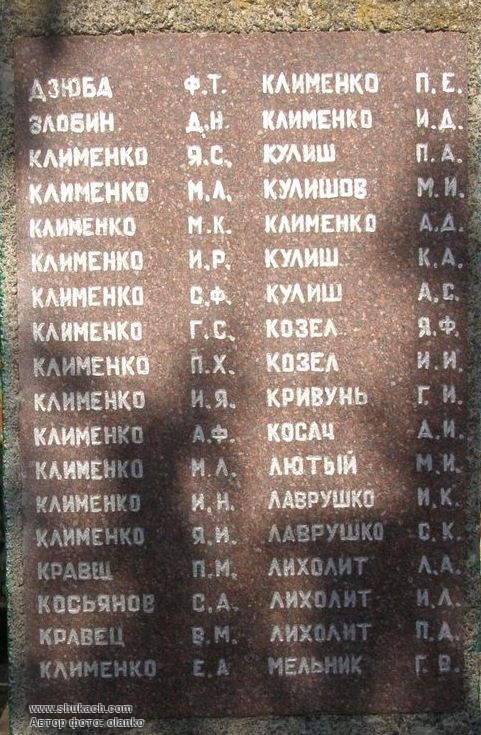 ДЗЮБА Ф.Т. КЛИМЕНКО П.Е.
ЗЛОБИН Д.Н. КЛИМЕНКО И.Д.
КЛИМЕНКО Я.С. КУЛИШ П.А.
КЛИМЕНКО М.А. КУЛИШОВ М.И.
КЛИМЕНКО М.К. КЛИМЕНКО А.Д.
КЛИМЕНКО И.Р. КУЛИШ К.А.
КЛИМЕНКО С.Ф. КУЛИШ А.С.
КЛИМЕНКО Г.С. КОЗЕЛ Я.Ф.
КЛИМЕНКО П.Х. КОЗЕЛ И.И.
КЛИМЕНКО И.Я. КРИВУНЬ Г.И.
КЛИМЕНКО А.Ф. КОСАЧ Д.И.
КЛИМЕНКО И.Л. ЛЮТЫЙ М.И.
КЛИМЕНКО И.Н. ЛАВРУШКО И.К.
КЛИМЕНКО Я.И. ЛАВРУШКО С.К.
КРАВЩ П.М. ЛИХОЛИТ Л.А.
КОСЬЯНОВ С.А. ЛИХОЛИТ И.Л.
КРАВЕЦ В.М. ЛИХОЛИТ П.А.
КЛИМЕНКО Е.А МЕЛЬНИК Г.В.
www.shukach.com
Автор фото: olanko